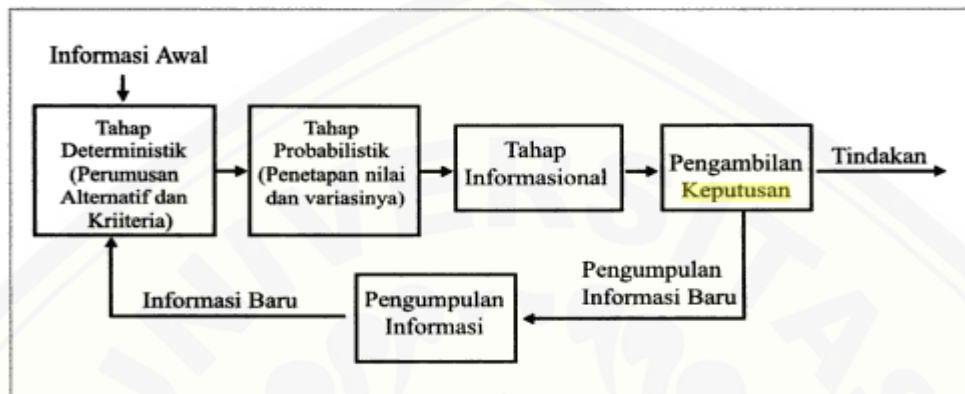 Informasi Awal
Tahap
Deterministik
(Perumusan
Alternatif dan
Kriiteria)
Tahap
Probabilistik
(Penetapan nilai
dan variasinya)
Tahap
Informasional
Pengambilan
Keputusan
Tindakan
Pengumpulan
Informasi Baru
Pengumpulan
Informasi
Informasi Baru
UNIVERSITAS